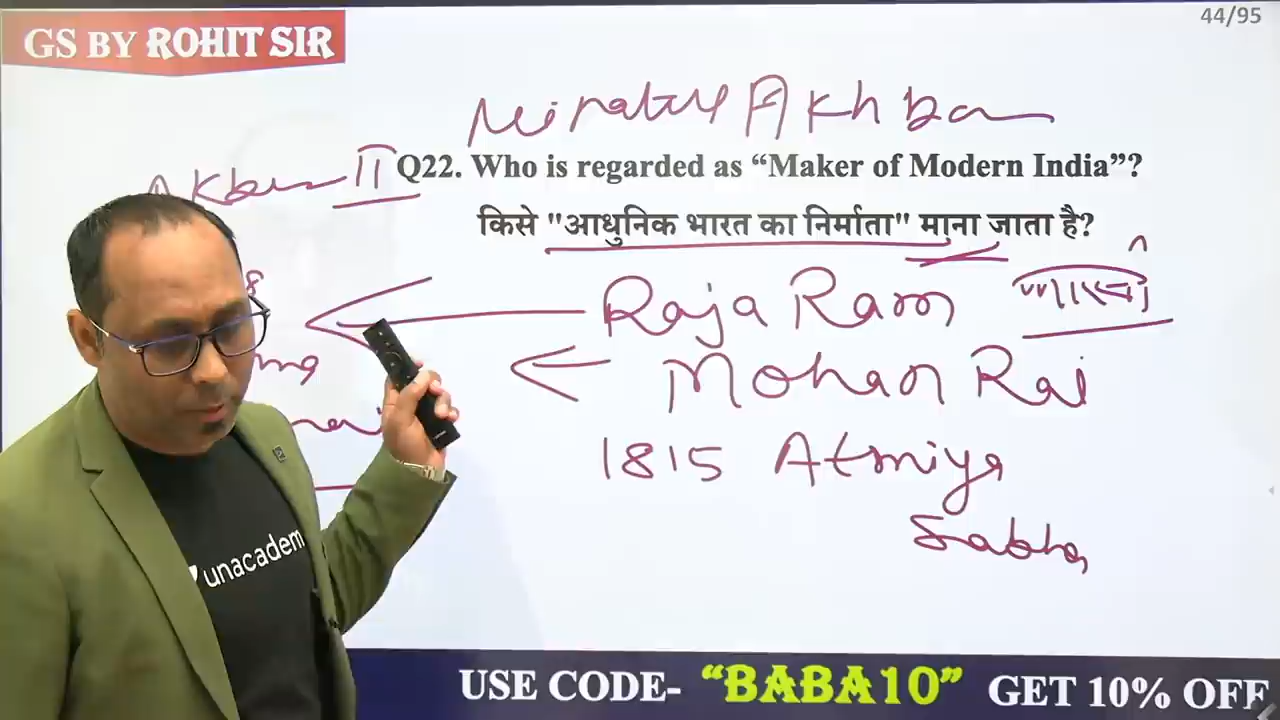 44/95
GS BY ROHIT SIR
Miratul Akhbar
Akbar II
Q22. Who is regarded as “Maker of Modern India”?
किसे "आधुनिक भारत का निर्माता" माना जाता है?
Raja Ram
Mohan Rai
1815 Atmiya
Sabha
unacadem
USE CODE- “BABA10” GET 10% OFF